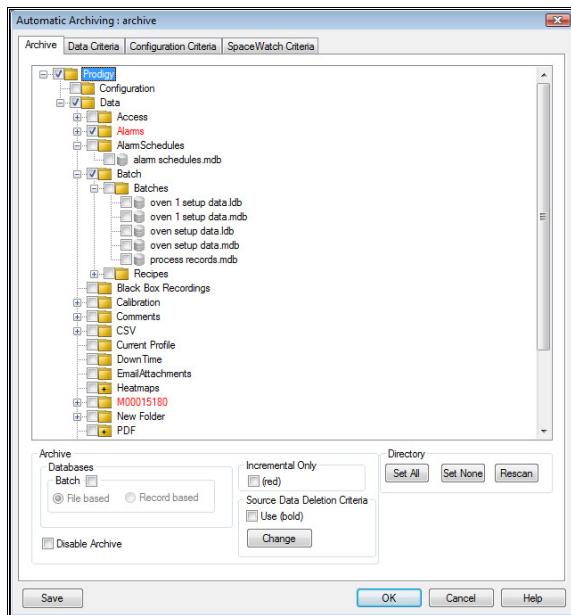 Automatic Archiving : archive
Archive Data Criteria Configuration Criteria SpaceWatch Criteria
Prodigy
Configuration
Data
Access
Alarms
AlarmSchedules
alarm schedules.mdb
Batch
Batches
oven 1 setup data.ldb
oven 1 setup data.mdb
oven setup data.ldb
oven setup data.mdb
process records.mdb
Recipes
Black Box Recordings
Calibration
Comments
CSV
Current Profile
DownTime
EmailAttachments
Heatmaps
M00015180
New Folder
PDF
Archive
Databases
Batch
File based Record based
Disable Archive
Incremental Only
(red)
Source Data Deletion Criteria
Use (bold)
Change
Directory
Set All Set None Rescan
Save OK Cancel Help